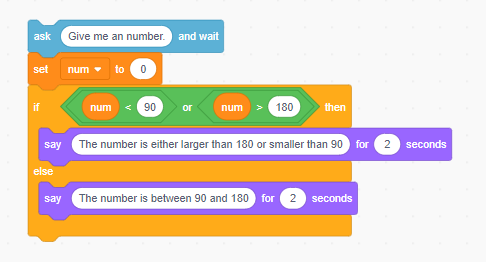 ask Give me an number. and wait
set num to 0
if num < 90 or num > 180 then
say The number is either larger than 180 or smaller than 90 for 2 seconds
else
say The number is between 90 and 180 for 2 seconds